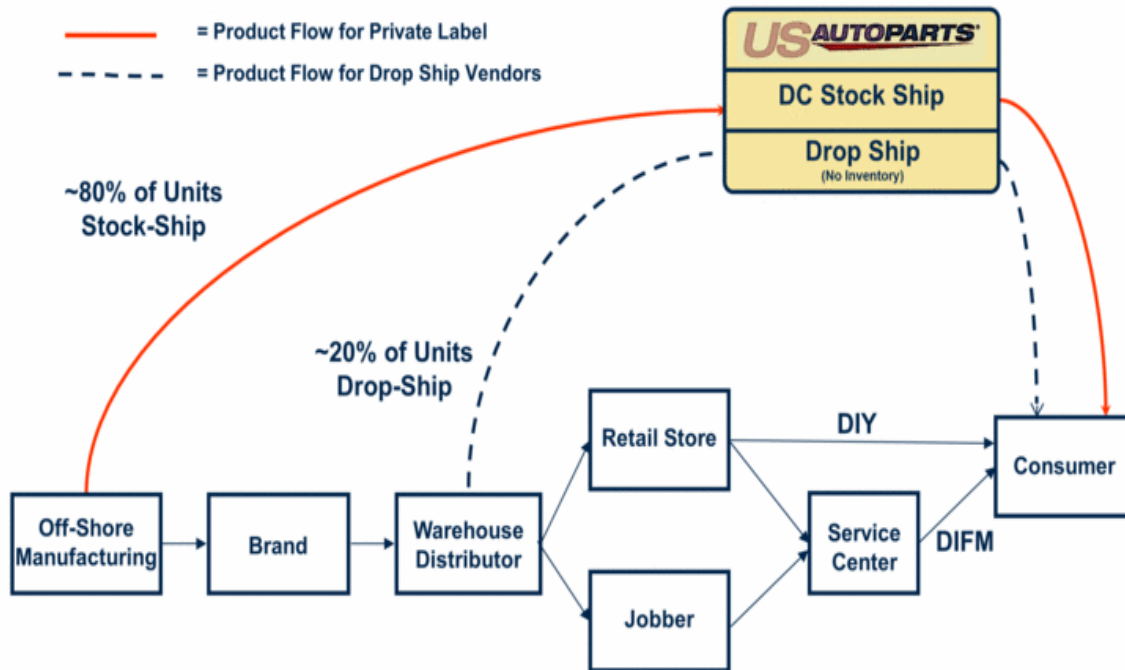 = Product Flow for Private Label
= Product Flow for Drop Ship Vendors
USAUTOPARTS®
DC Stock Ship
Drop Ship
(No Inventory)
~80% of Units
Stock-Ship
~20% of Units
Drop-Ship
Off-Shore
Manufacturing
Brand
Warehouse
Distributor
Retail Store
Jobber
DIY
Service
Center
DIFM
Consumer